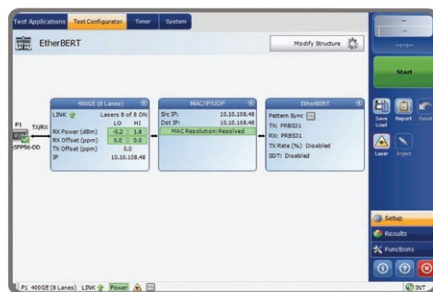 Test Applications Test Configurator Timer System
EtherBERT
Modify Structure
Start
Save Load
Report
Reset
Laser
Inject
P1
TX/RX
QSFP56-DD
400GE (8 Lanes)
LINK Lasers 8 of 8 ON
LO HI
RX Power (dBm) -0.2 1.8
RX Offset (ppm) 0.0 0.0
TX Offset (ppm) 0.0
IP 10.10.108.48
MAC/IP/UDP
Src IP: 10.10.108.48
Dst IP: 10.10.108.48
MAC Resolution:Resolved
EtherBERT
Pattern Sync
TX: PRBS31
RX: PRBS31
TX Rate (%) Disabled
SDT: Disabled
Setup
Results
Functions
P1 400GE (8 Lanes) LINK Power
INT